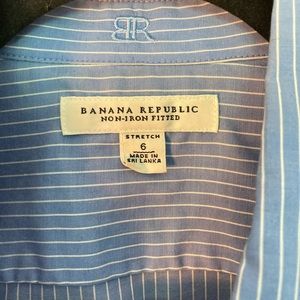 BR
BANANA REPUBLIC
NON-IRON FITTED
STRETCH
6
MADE IN
SRI LANKA